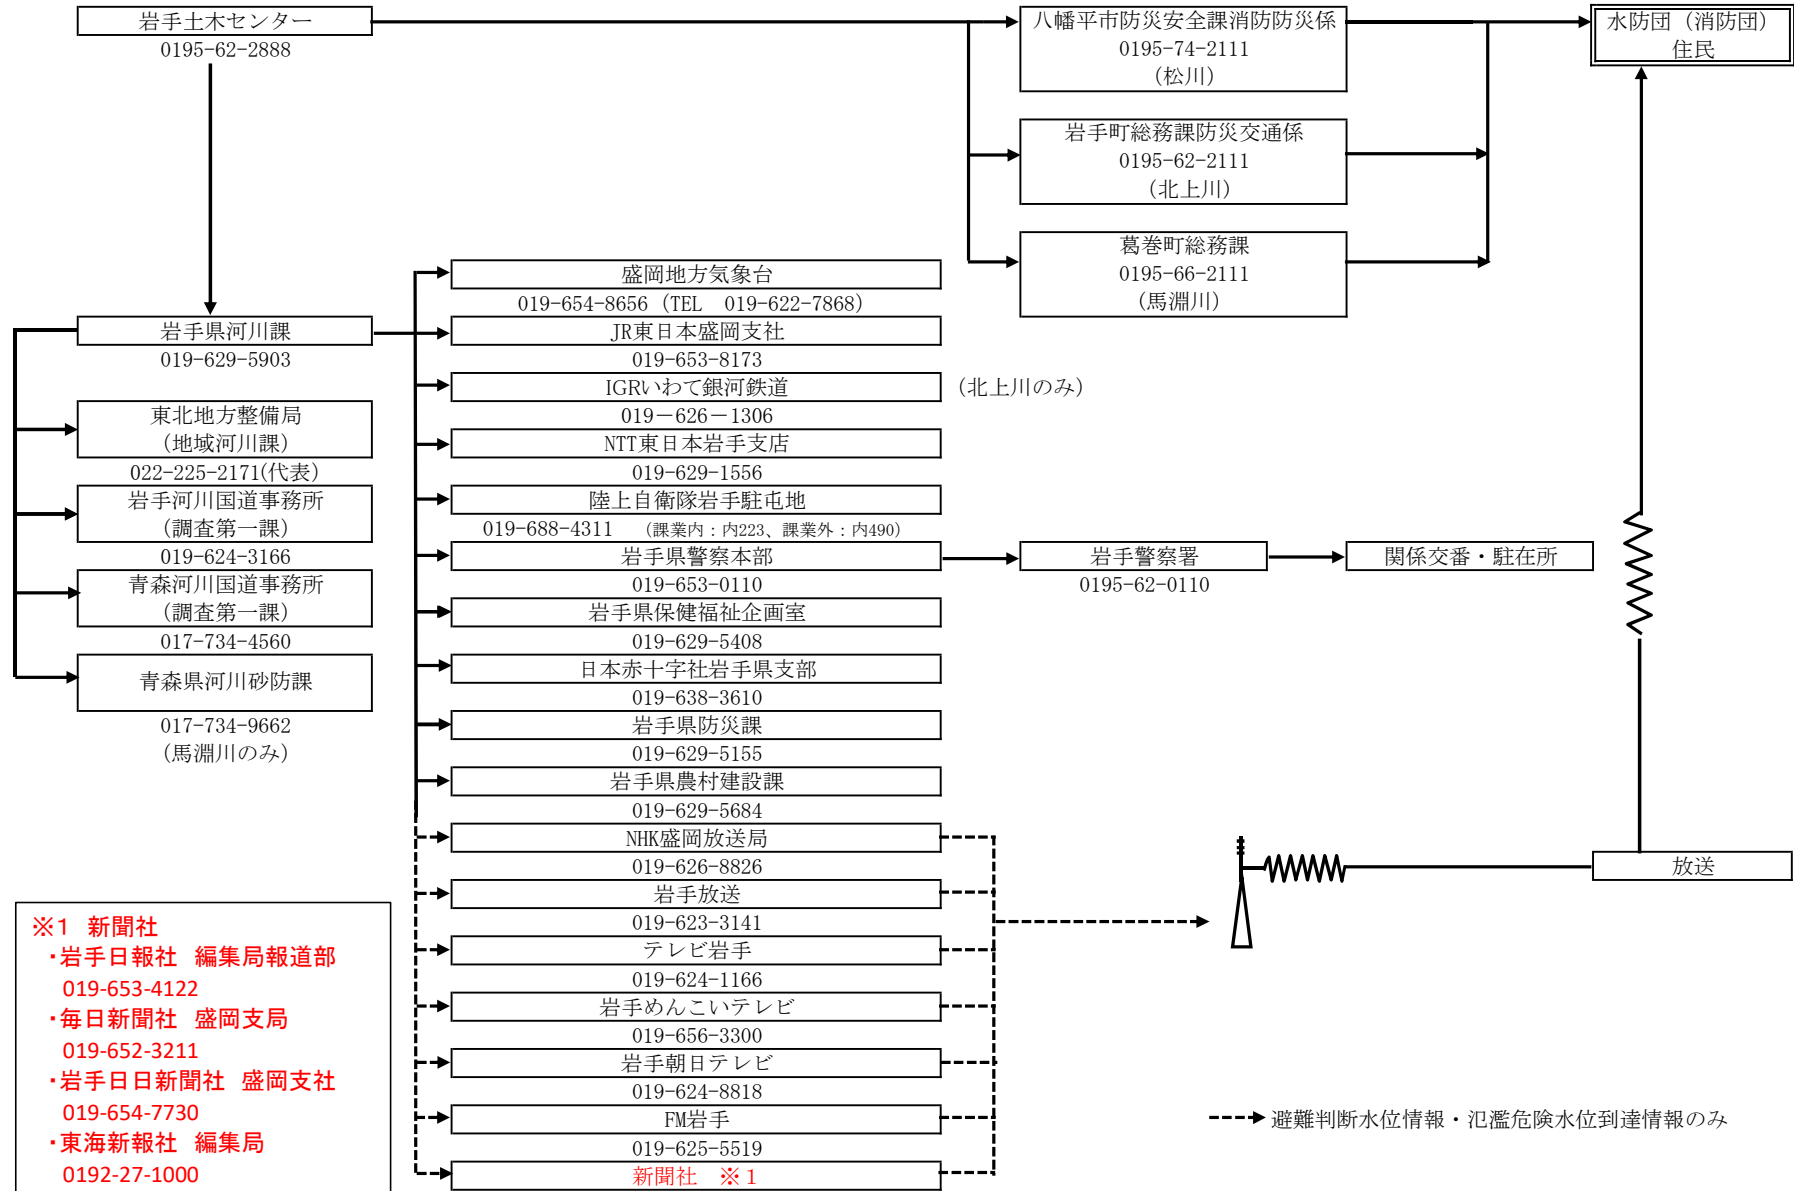 岩手土木センター
0195-62-2888
八幡平市防災安全課消防防災係
0195-74-2111
（松川）
水防団（消防団）
住民
岩手町総務課防災交通係
0195-62-2111
（北上川）
葛巻町総務課
0195-66-2111
（馬淵川）
岩手県河川課
019-629-5903
東北地方整備局
（地域河川課）
022-225-2171(代表）
岩手河川国道事務所
（調査第一課）
019-624-3166
青森河川国道事務所
（調査第一課）
017-734-4560
青森県河川砂防課
017-734-9662
（馬淵川のみ）
盛岡地方気象台
019-654-8656（TEL　019-622-7868）
JR東日本盛岡支社
019-653-8173
IGRいわて銀河鉄道　（北上川のみ）
019－626－1306
NTT東日本岩手支店
019-629-1556
陸上自衛隊岩手駐屯地
019-688-4311　（課業内：内223、課業外：内490）
岩手県警察本部
019-653-0110
岩手警察署
0195-62-0110
関係交番・駐在所
岩手県保健福祉企画室
019-629-5408
日本赤十字社岩手県支部
019-638-3610
岩手県防災課
019-629-5155
岩手県農村建設課
019-629-5684
NHK盛岡放送局
019-626-8826
岩手放送
019-623-3141
テレビ岩手
019-624-1166
岩手めんこいテレビ
019-656-3300
岩手朝日テレビ
019-624-8818
FM岩手
019-625-5519
新聞社　※１
放送
避難判断水位情報・氾濫危険水位到達情報のみ
※1　新聞社
・岩手日報社　編集局報道部
019-653-4122
・毎日新聞社　盛岡支局
019-652-3211
・岩手日日新聞社　盛岡支社
019-654-7730
・東海新報社　編集局
0192-27-1000